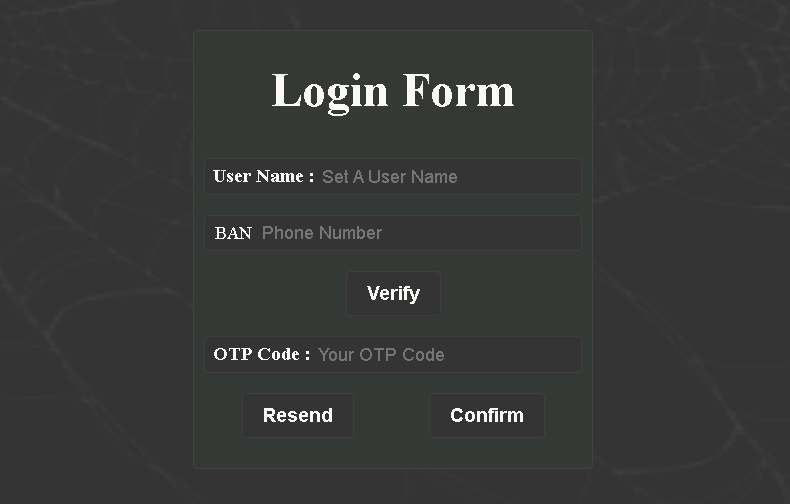 Login Form
User Name : Set A User Name
BAN Phone Number
Verify
OTP Code : Your OTP Code
Resend Confirm